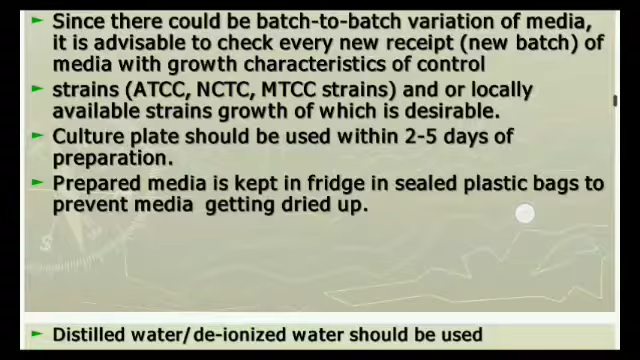 ► Since there could be batch-to-batch variation of media,
it is advisable to check every new receipt (new batch) of
media with growth characteristics of control
► strains (ATCC, NCTC, MTCC strains) and or locally
available strains growth of which is desirable.
► Culture plate should be used within 2-5 days of
preparation.
► Prepared media is kept in fridge in sealed plastic bags to
prevent media getting dried up.
S
► Distilled water/de-ionized water should be used